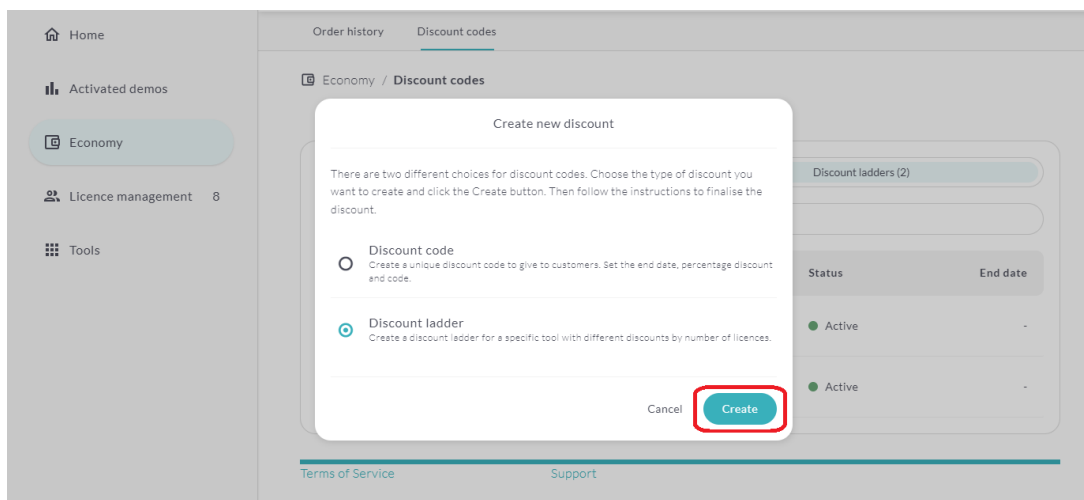 Home
Activated demos
Economy
Licence management 8
Tools
Order history Discount codes
Economy / Discount codes
Create new discount
There are two different choices for discount codes. Choose the type of discount you
want to create and click the Create button. Then follow the instructions to finalise the
discount.
Discount code
Create a unique discount code to give to customers. Set the end date, percentage discount
and code.
Discount ladder
Create a discount ladder for a specific tool with different discounts by number of licences.
Cancel Create
Discount ladders (2)
Status End date
Active -
Active -
Terms of Service Support